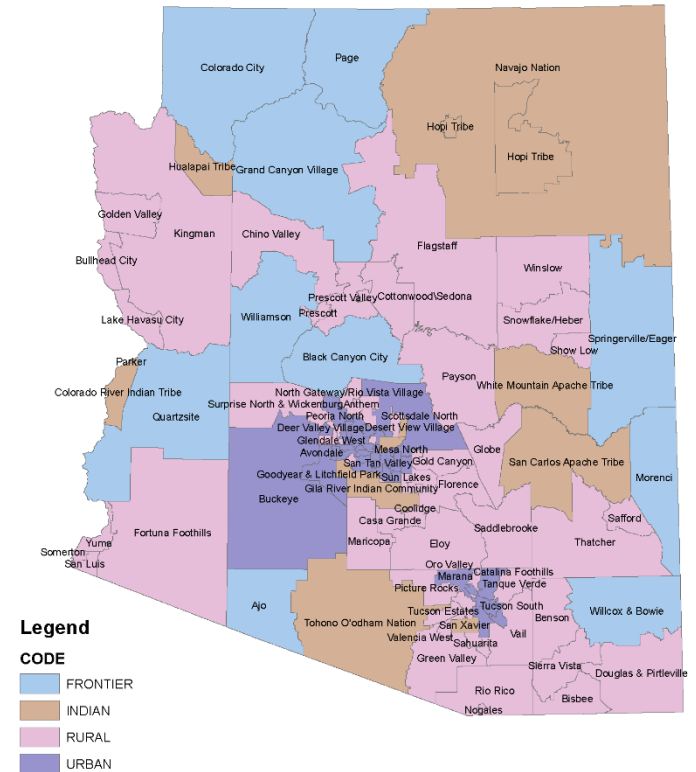 Colorado City
Page
Navajo Nation
Hopi Tribe
Hopi Tribe
Hualapai Tribe
Grand Canyon Village
Golden Valley
Kingman
Chino Valley
Flagstaff
Bullhead City
Winslow
Prescott Valley
Cottonwood\Sedona
Lake Havasu City
Williamson
Prescott
Snowflake/Heber
Springerville/Eager
Show Low
Black Canyon City
Parker
Payson
White Mountain Apache Tribe
Colorado River Indian Tribe
North Gateway/Rio Vista Village
Surprise North & Wickenburg
Anthem
Quartzsite
Peoria North
Scottsdale North
Deer Valley Village
Desert View Village
Glendale West
Avondale
Mesa North
Globe
San Tan Valley
Gold Canyon
San Carlos Apache Tribe
Goodyear & Litchfield Park
Sun Lakes
Morenci
Gila River Indian Community
Florence
Buckeye
Coolidge
Casa Grande
Safford
Saddlebrooke
Fortuna Foothills
Maricopa
Eloy
Thatcher
Yuma
Somerton
San Luis
Oro Valley
Marana
Catalina Foothills
Picture Rocks
Tanque Verde
Ajo
Tucson Estates
Tucson South
Willcox & Bowie
Tohono O'odham Nation
San Xavier
Benson
Valencia West
Vail
Sahuarita
Green Valley
Sierra Vista
Douglas & Pirtleville
Rio Rico
Bisbee
Nogales
Legend
CODE
FRONTIER
INDIAN
RURAL
URBAN